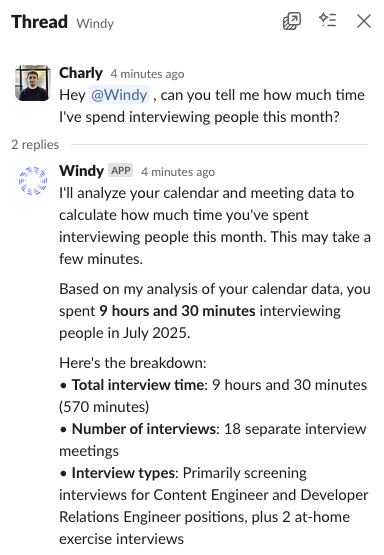 Thread Windy
Charly 4 minutes ago
Hey @Windy , can you tell me how much time
I've spend interviewing people this month?
2 replies
Windy APP 4 minutes ago
I'll analyze your calendar and meeting data to
calculate how much time you've spent
interviewing people this month. This may take a
few minutes.
Based on my analysis of your calendar data, you
spent 9 hours and 30 minutes interviewing
people in July 2025.
Here's the breakdown:
• Total interview time: 9 hours and 30 minutes
(570 minutes)
• Number of interviews: 18 separate interview
meetings
• Interview types: Primarily screening
interviews for Content Engineer and Developer
Relations Engineer positions, plus 2 at-home
exercise interviews